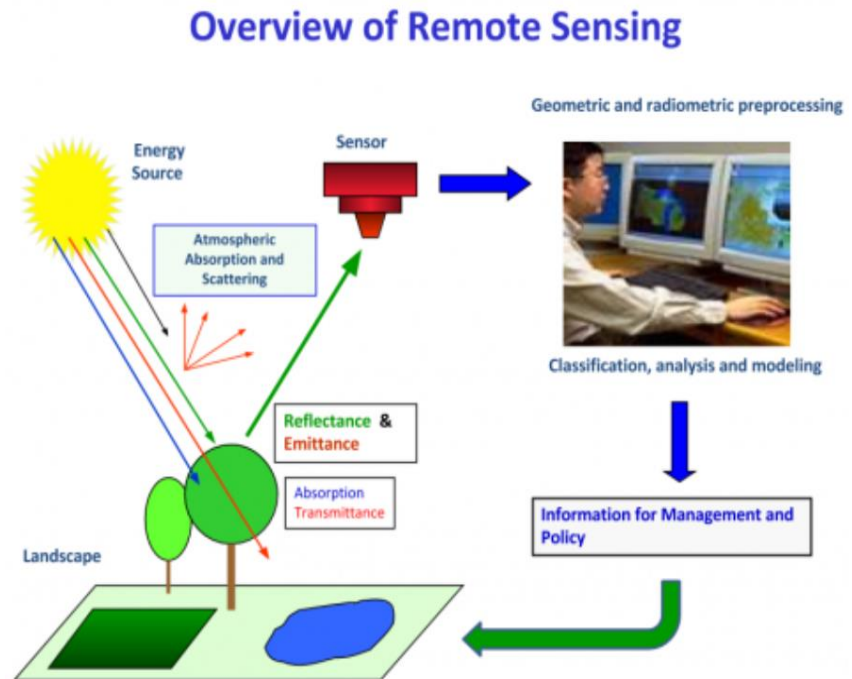 Overview of Remote Sensing
Geometric and radiometric preprocessing
Energy
Source
Sensor
Atmospheric
Absorption and
Scattering
Classification, analysis and modeling
Reflectance &
Emittance
Absorption
Transmittance
Information for Management and
Policy
Landscape